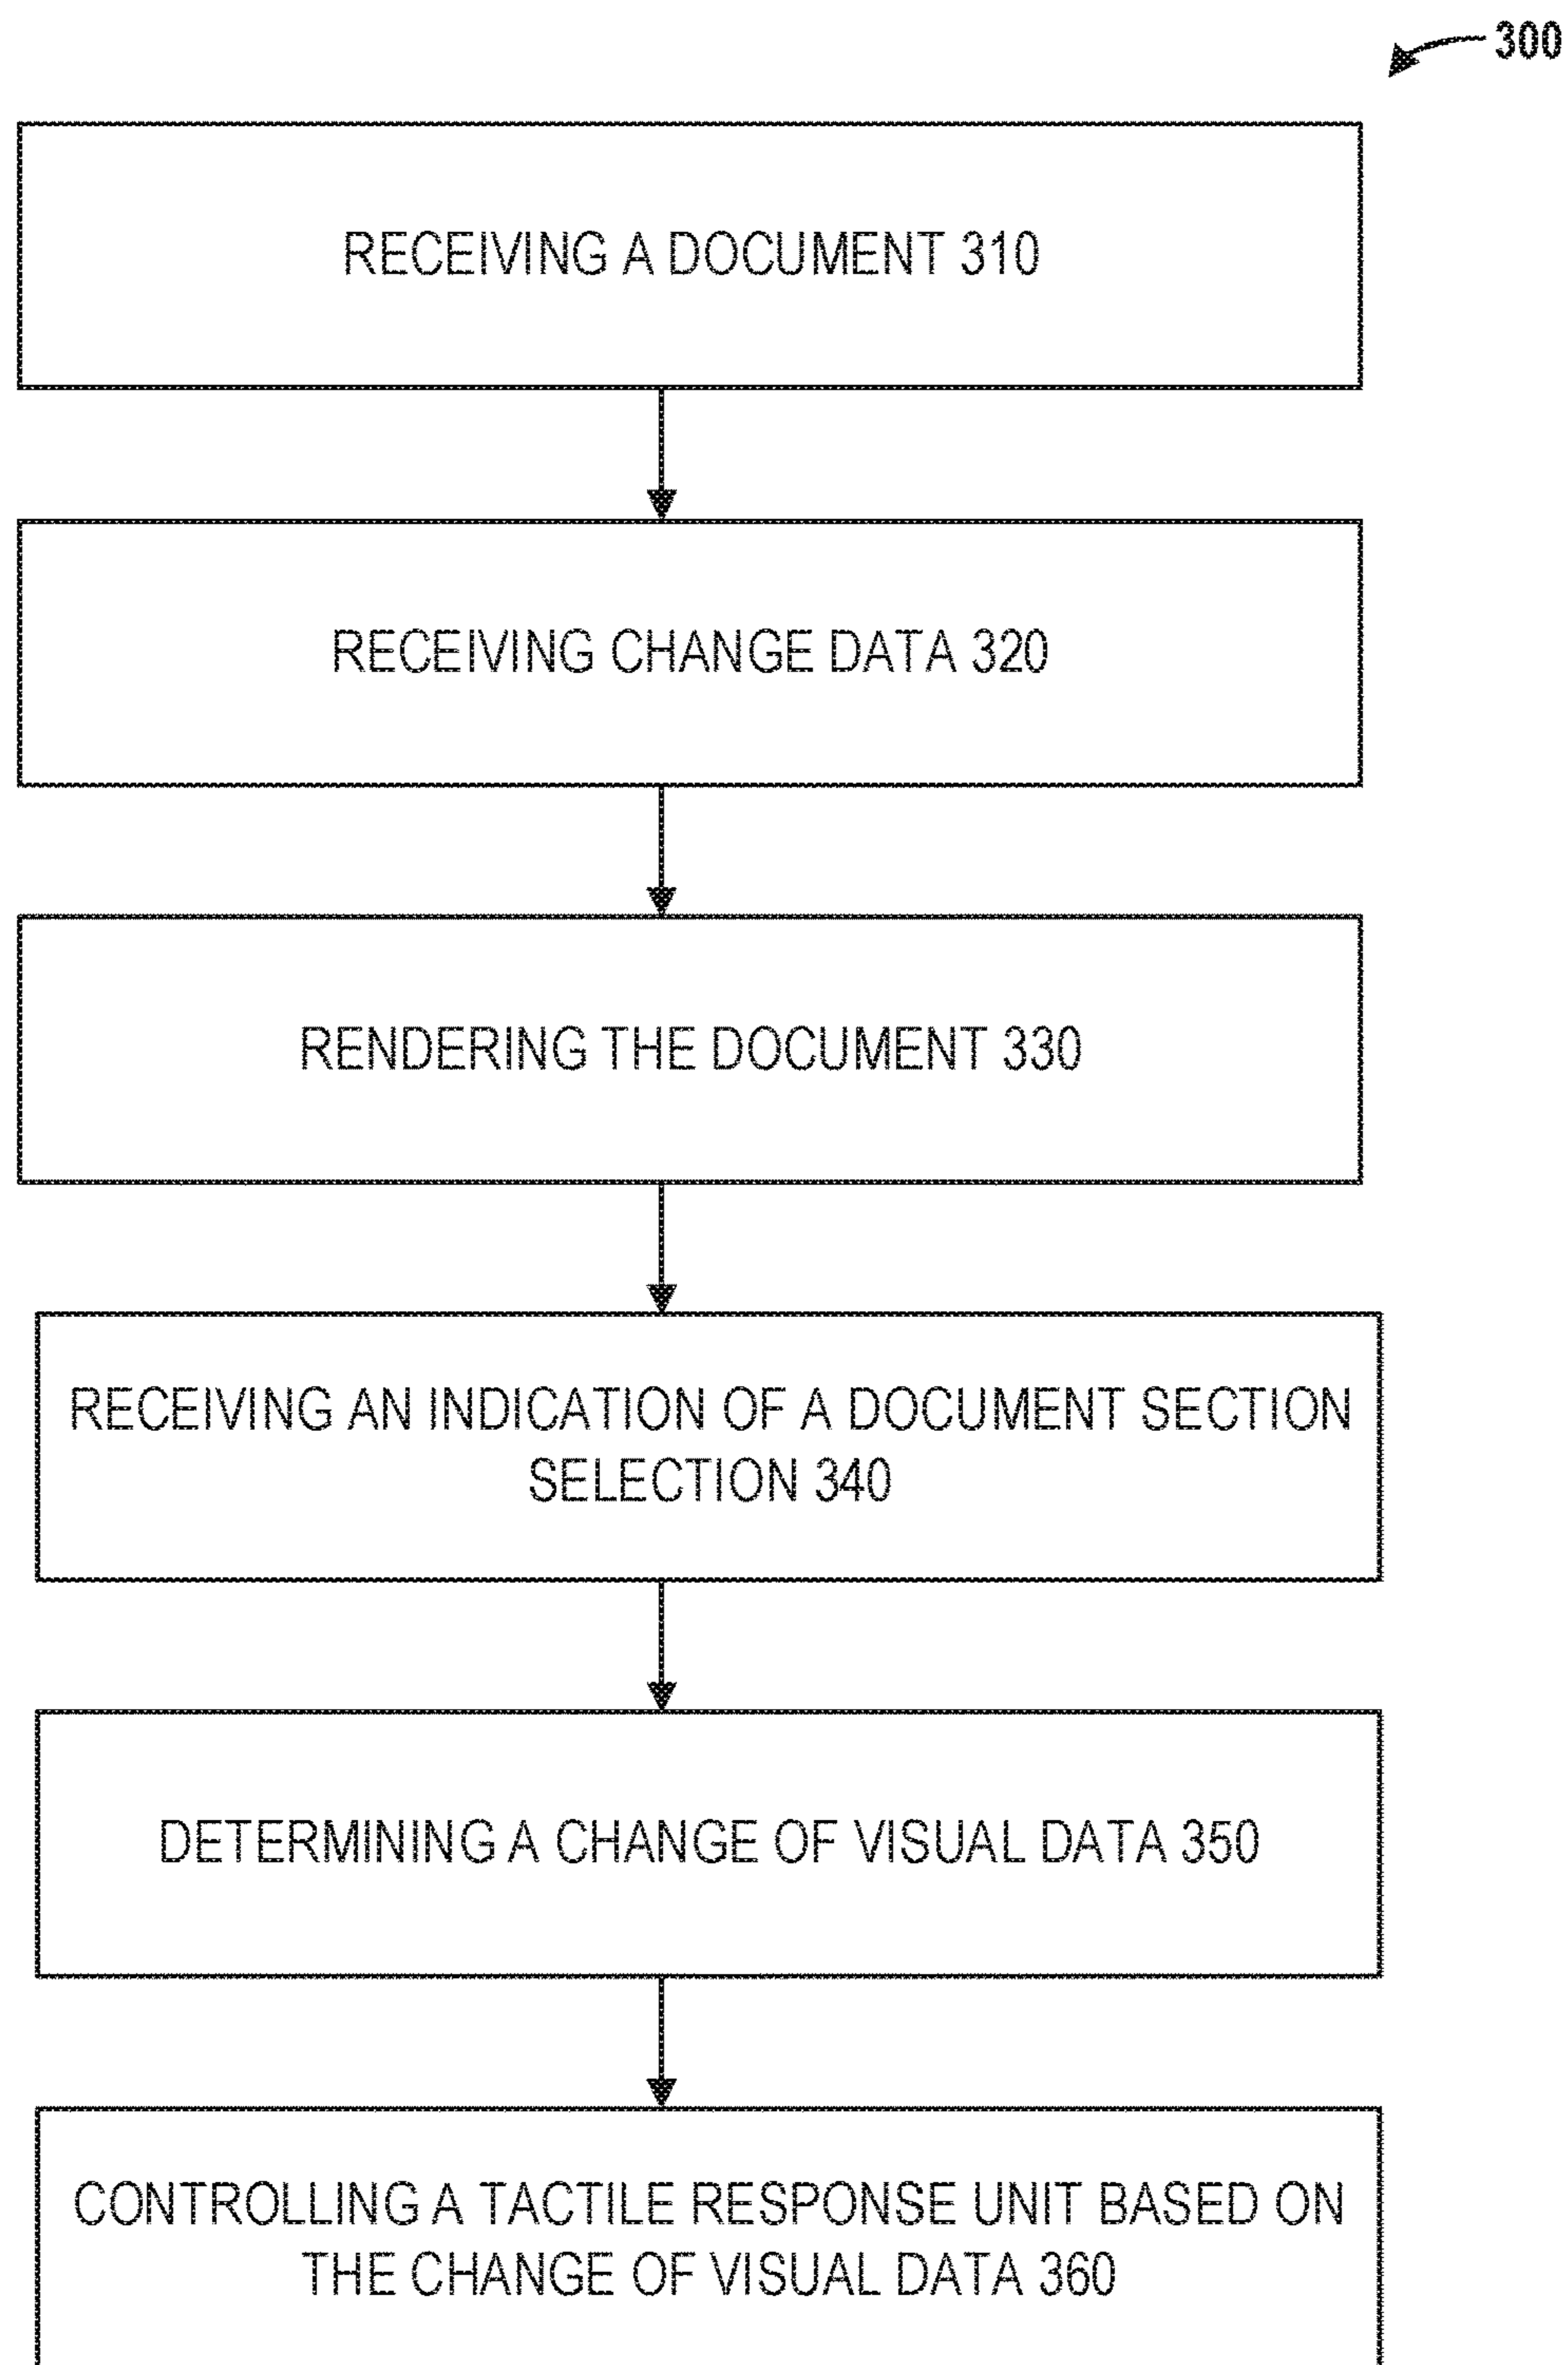 300
RECEIVING A DOCUMENT 310
RECEIVING CHANGE DATA 320
RENDERING THE DOCUMENT 330
RECEIVING AN INDICATION OF A DOCUMENT SECTION
SELECTION 340
DETERMINING A CHANGE OF VISUAL DATA 350
CONTROLLING A TACTILE RESPONSE UNIT BASED ON
THE CHANGE OF VISUAL DATA 360